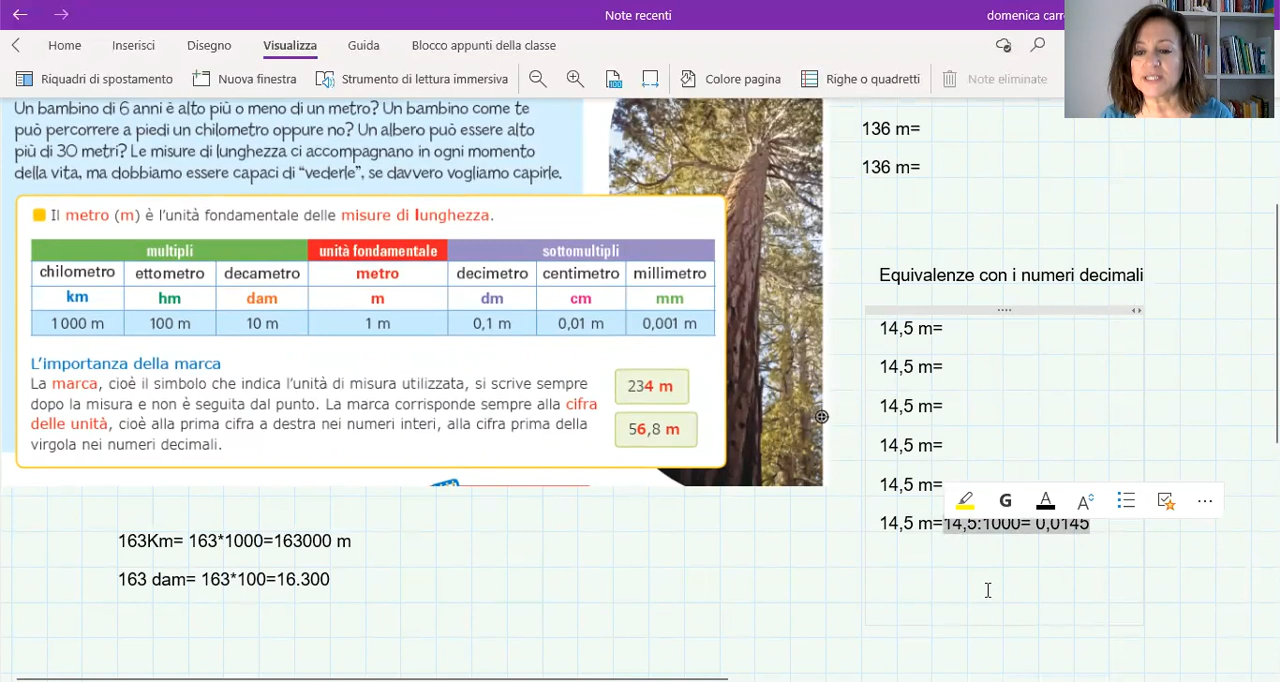 Note recenti
domenica carr
Home Inserisci Disegno Visualizza Guida Blocco appunti della classe
Riquadri di spostamento Nuova finestra Strumento di lettura immersiva Colore pagina Righe o quadretti Note eliminate
Un bambino di 6 anni è alto più o meno di un metro? Un bambino come te
può percorrere a piedi un chilometro oppure no? Un albero può essere alto
più di 30 metri? Le misure di lunghezza ci accompagnano in ogni momento
della vita, ma dobbiamo essere capaci di “vederle”, se davvero vogliamo capirle.
Il metro (m) è l’unità fondamentale delle misure di lunghezza.
multipli unità fondamentale sottomultipli
chilometro ettometro decametro metro decimetro centimetro millimetro
km hm dam m dm cm mm
1 000 m 100 m 10 m 1 m 0,1 m 0,01 m 0,001 m
L’importanza della marca
La marca, cioè il simbolo che indica l’unità di misura utilizzata, si scrive sempre
dopo la misura e non è seguita dal punto. La marca corrisponde sempre alla cifra
delle unità, cioè alla prima cifra a destra nei numeri interi, alla cifra prima della
virgola nei numeri decimali.
234 m
56,8 m
163Km= 163*1000=163000 m
163 dam= 163*100=16.300
136 m=
136 m=
Equivalenze con i numeri decimali
14,5 m=
14,5 m=
14,5 m=
14,5 m=
14,5 m=
G A A
14,5 m=14,5:1000= 0,0145